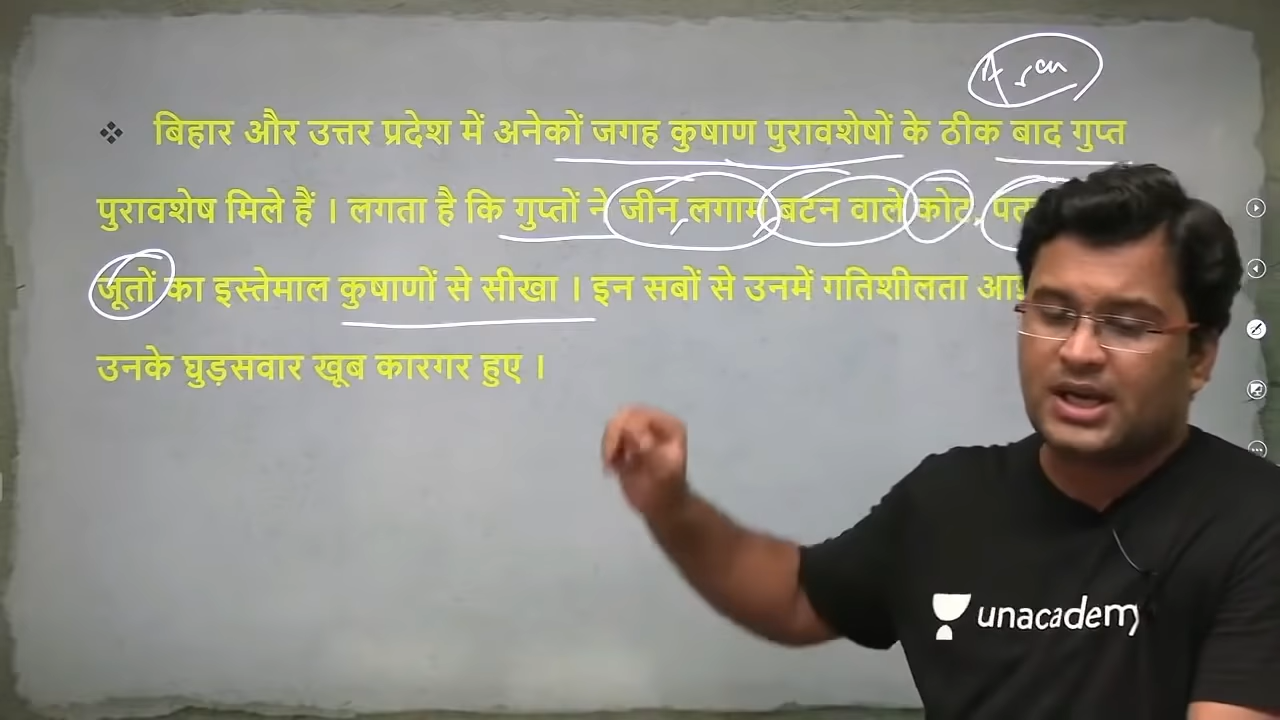 ❖ बिहार और उत्तर प्रदेश में अनेकों जगह कुषाण पुरावशेषों के ठीक बाद गुप्त
पुरावशेष मिले हैं । लगता है कि गुप्तों ने जीन, लगाम, बटन वाले कोट,
जूतों का इस्तेमाल कुषाणों से सीखा । इन सबों से उनमें गतिशीलता
उनके घुड़सवार खूब कारगर हुए ।
unacademy